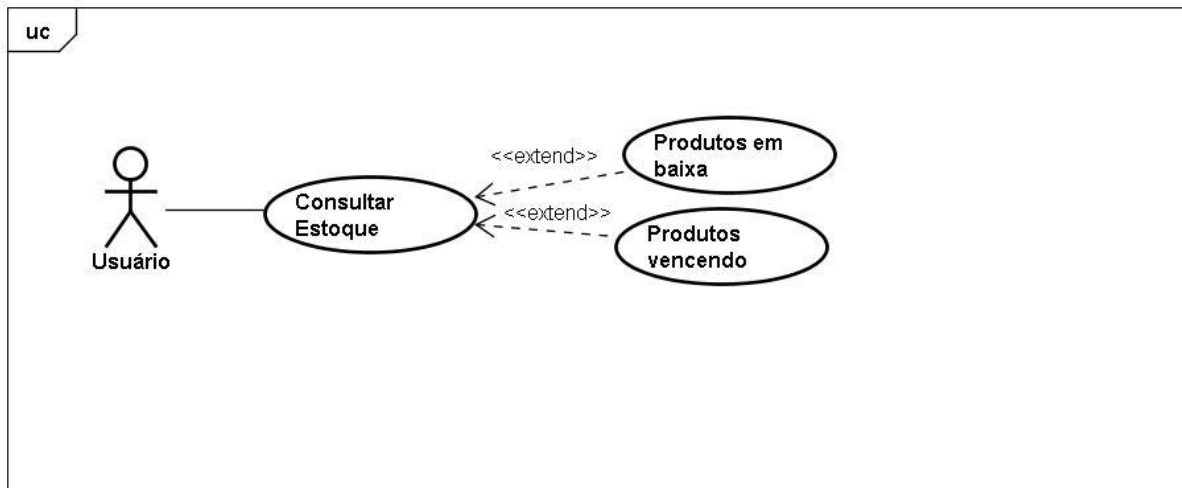 uc
<<extend>>
Produtos em
baixa
Consultar
Estoque
<<extend>>
Produtos
vencendo
Usuário